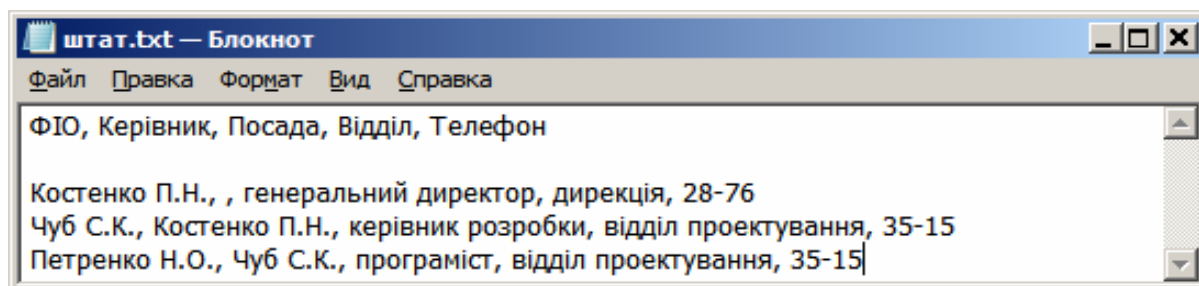 штат.txt — Блокнот
Файл Правка Формат Вид Справка
ФІО, Керівник, Посада, Відділ, Телефон
Костенко П.Н., , генеральний директор, дирекція, 28-76
Чуб С.К., Костенко П.Н., керівник розробки, відділ проектування, 35-15
Петренко Н.О., Чуб С.К., програміст, відділ проектування, 35-15